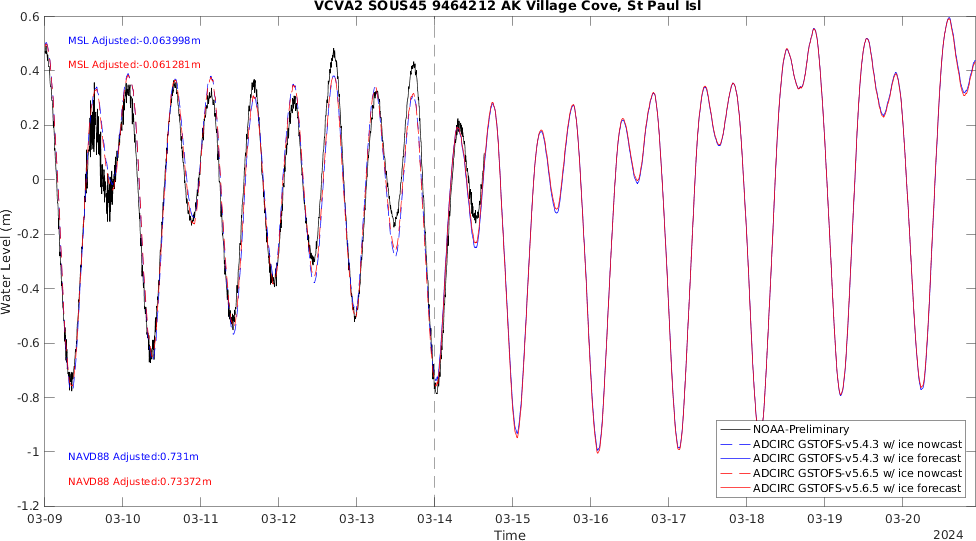 VCVA2 SOUS45 9464212 AK Village Cove, St Paul Isl
0.6
0.4
0.2
0
-0.2
-0.4
-0.6
-0.8
-1
-1.2
Water Level (m)
MSL Adjusted:-0.063998m
MSL Adjusted:-0.061281m
NAVD88 Adjusted:0.731m
NAVD88 Adjusted:0.73372m
NOAA-Preliminary
ADCIRC GSTOFS-v5.4.3 w/ ice nowcast
ADCIRC GSTOFS-v5.4.3 w/ ice forecast
ADCIRC GSTOFS-v5.6.5 w/ ice nowcast
ADCIRC GSTOFS-v5.6.5 w/ ice forecast
03-09 03-10 03-11 03-12 03-13 03-14 03-15 03-16 03-17 03-18 03-19 03-20
Time
2024